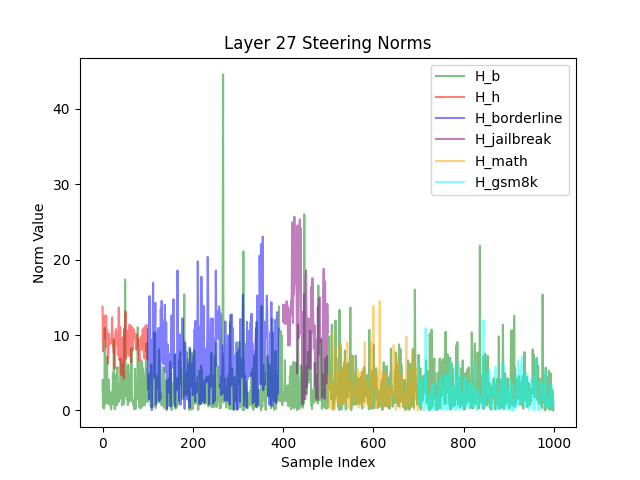 Layer 27 Steering Norms
H_b
H_h
H_borderline
H_jailbreak
H_math
H_gsm8k
Norm Value
40
30
20
10
0
0 200 400 600 800 1000
Sample Index